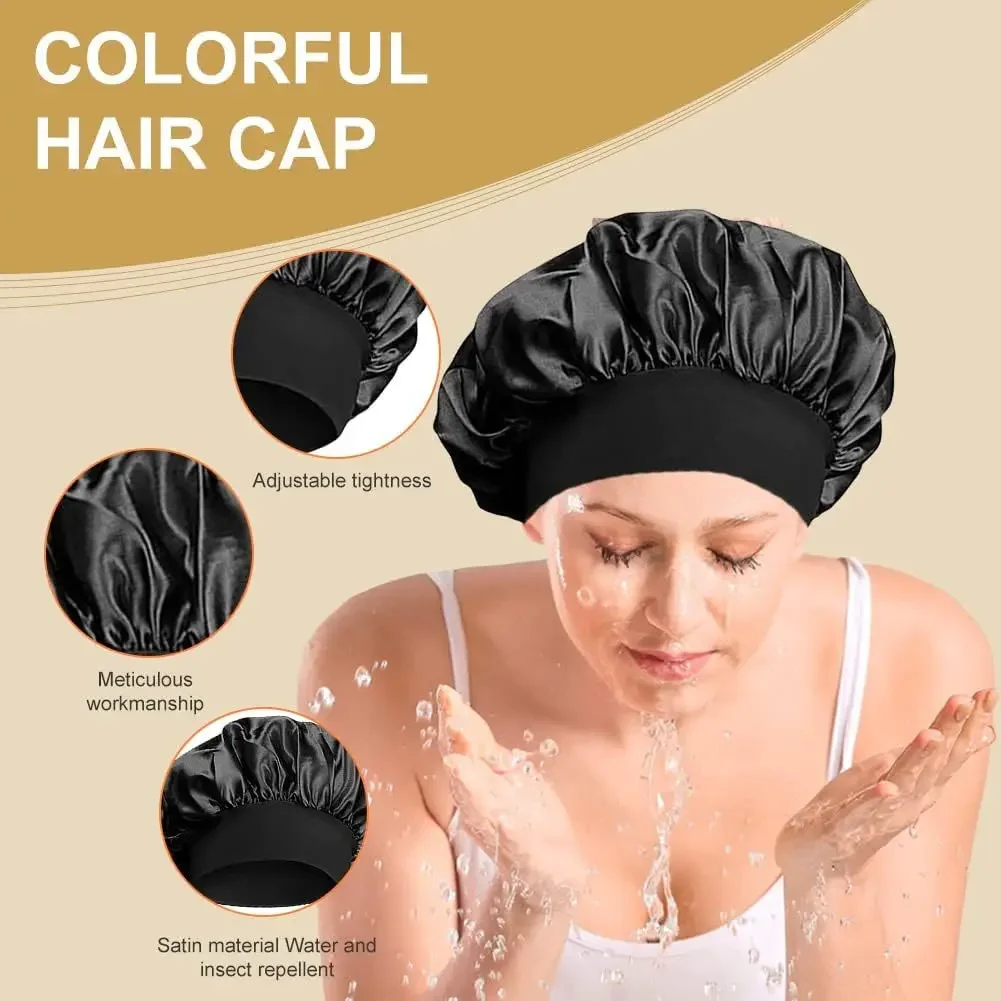 COLORFUL
HAIR CAP
Adjustable tightness
Meticulous
workmanship
Satin material Water and
insect repellent